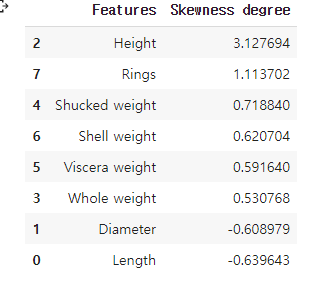 Features Skewness degree
2 Height 3.127694
7 Rings 1.113702
4 Shucked weight 0.718840
6 Shell weight 0.620704
5 Viscera weight 0.591640
3 Whole weight 0.530768
1 Diameter -0.608979
0 Length -0.639643